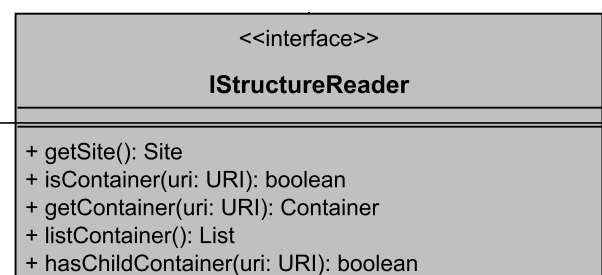 <<interface>>
IStructureReader
+ getSite(): Site
+ isContainer(uri: URI): boolean
+ getContainer(uri: URI): Container
+ listContainer(): List
+ hasChildContainer(uri: URI): boolean